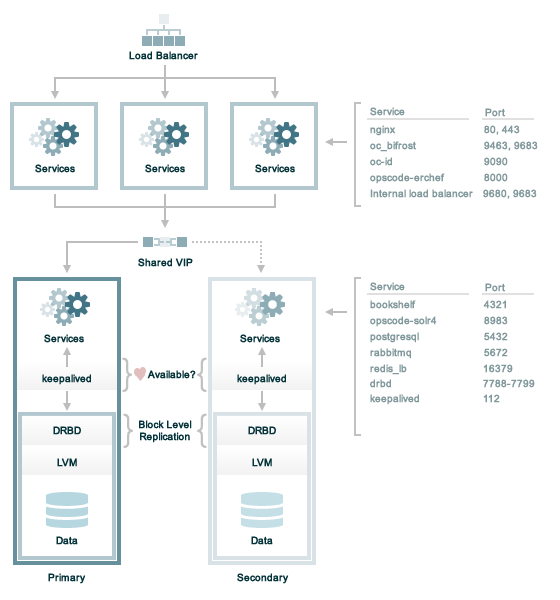 Load Balancer
Services
Services
Services
Service Port
nginx 80, 443
oc_bifrost 9463, 9683
oc-id 9090
opscode-erchef 8000
Internal load balancer 9680, 9683
Shared VIP
Services
Services
Service Port
bookshelf 4321
opscode-solr4 8983
postgresql 5432
rabbitmq 5672
redis_lb 16379
drbd 7788-7799
keepalived 112
keepalived
Available?
keepalived
DRBD
Block Level
Replication
DRBD
LVM
LVM
Data
Data
Primary
Secondary